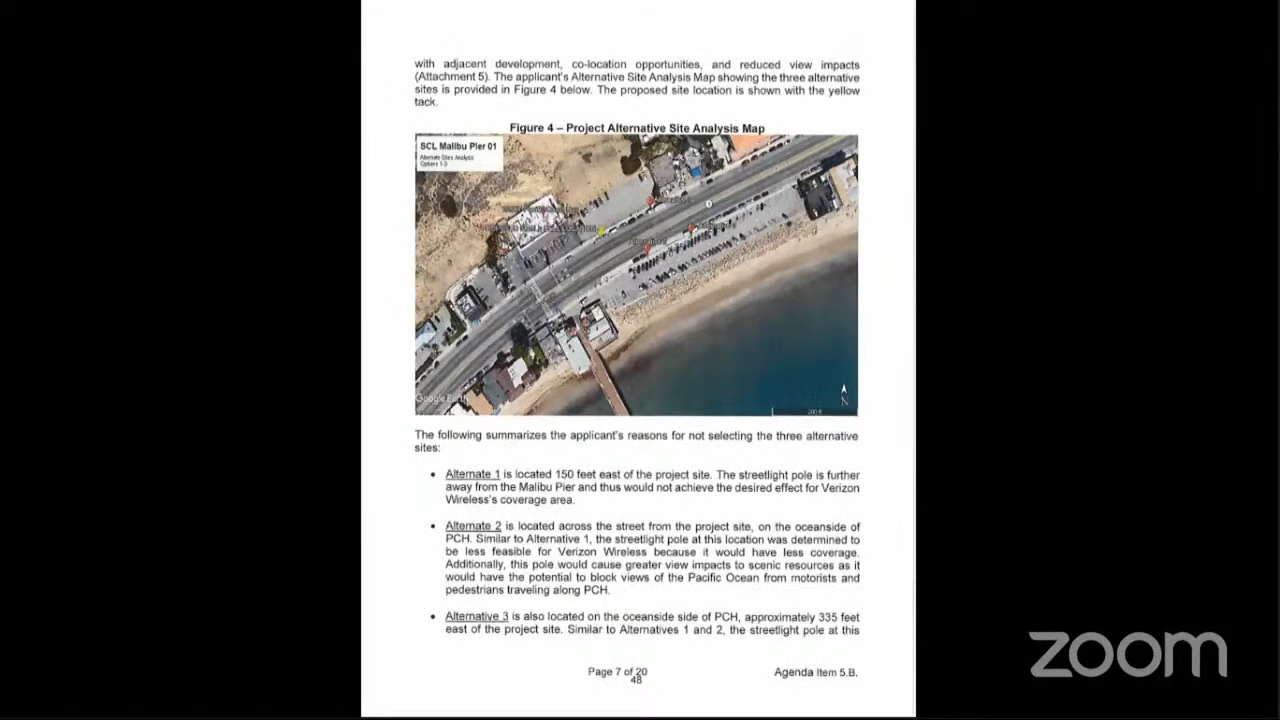 with adjacent development, co-location opportunities, and reduced view impacts
(Attachment 5). The applicant's Alternative Site Analysis Map showing the three alternative
sites is provided in Figure 4 below. The proposed site location is shown with the yellow
tack.
Figure 4 – Project Alternative Site Analysis Map
SCL Malibu Pier 01
Alternate Sites Analysis
Options 1-3
Google Earth
N
200 ft
The following summarizes the applicant's reasons for not selecting the three alternative
sites:
• Alternate 1 is located 150 feet east of the project site. The streetlight pole is further
away from the Malibu Pier and thus would not achieve the desired effect for Verizon
Wireless's coverage area.
• Alternate 2 is located across the street from the project site, on the oceanside of
PCH. Similar to Alternative 1, the streetlight pole at this location was determined to
be less feasible for Verizon Wireless because it would have less coverage.
Additionally, this pole would cause greater view impacts to scenic resources as it
would have the potential to block views of the Pacific Ocean from motorists and
pedestrians traveling along PCH.
• Alternative 3 is also located on the oceanside side of PCH, approximately 335 feet
east of the project site. Similar to Alternatives 1 and 2, the streetlight pole at this
Page 7 of 20
48
Agenda Item 5.B.
zoom